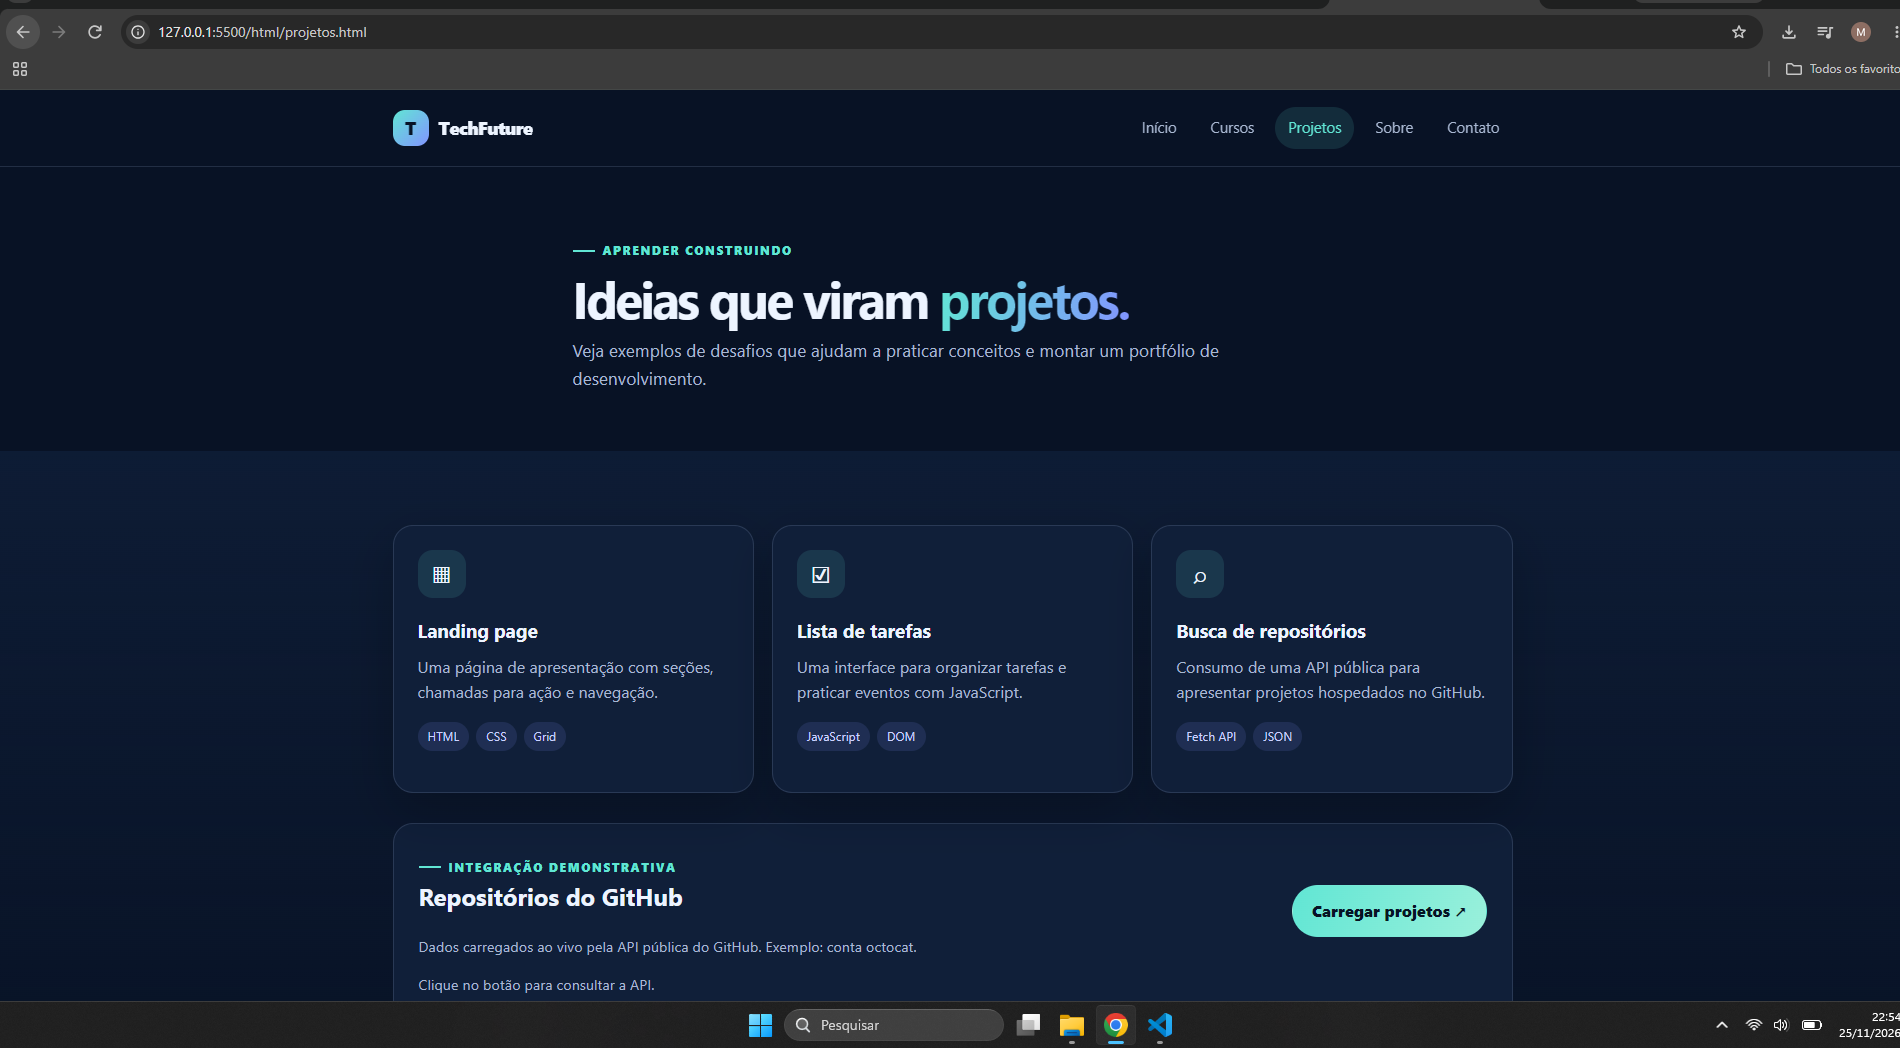 127.0.0.1:5500/html/projetos.html
M
Todos os favorito
T TechFuture
Início Cursos Projetos Sobre Contato
APRENDER CONSTRUINDO
Ideias que viram projetos.
Veja exemplos de desafios que ajudam a praticar conceitos e montar um portfólio de
desenvolvimento.
Landing page
Uma página de apresentação com seções,
chamadas para ação e navegação.
HTML CSS Grid
Lista de tarefas
Uma interface para organizar tarefas e
praticar eventos com JavaScript.
JavaScript DOM
Busca de repositórios
Consumo de uma API pública para
apresentar projetos hospedados no GitHub.
Fetch API JSON
INTEGRAÇÃO DEMONSTRATIVA
Repositórios do GitHub
Carregar projetos ↗
Dados carregados ao vivo pela API pública do GitHub. Exemplo: conta octocat.
Clique no botão para consultar a API.
Pesquisar
22:54
25/11/2026